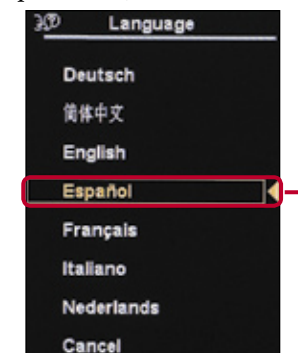 Language
Deutsch
简体中文
English
Español
Français
Italiano
Nederlands
Cancel